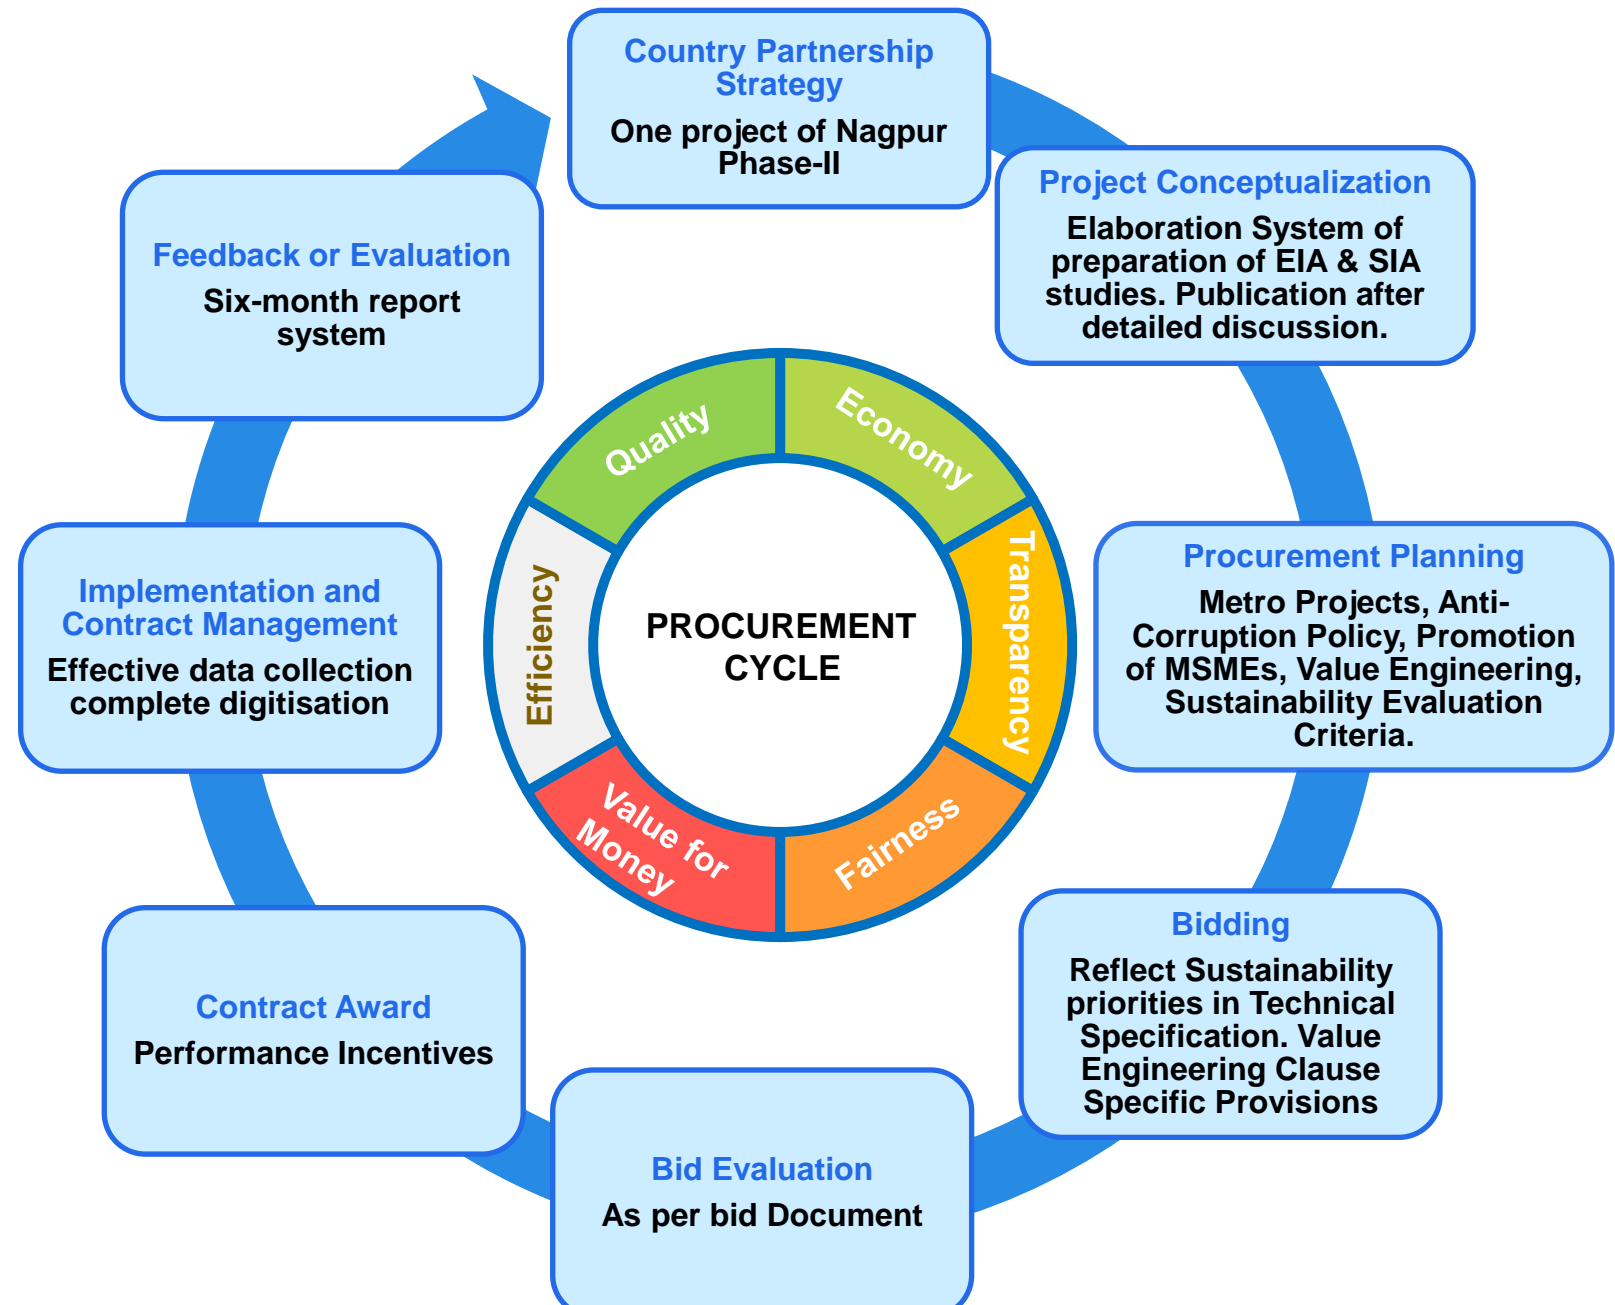 Country Partnership
Strategy
One project of Nagpur
Phase-II
Project Conceptualization
Elaboration System of
preparation of EIA & SIA
studies. Publication after
detailed discussion.
Procurement Planning
Metro Projects, Anti-
Corruption Policy, Promotion
of MSMEs, Value Engineering,
Sustainability Evaluation
Criteria.
Bidding
Reflect Sustainability
priorities in Technical
Specification. Value
Engineering Clause
Specific Provisions
Bid Evaluation
As per bid Document
Contract Award
Performance Incentives
Implementation and
Contract Management
Effective data collection
complete digitisation
Feedback or Evaluation
Six-month report
system
Quality
Economy
Transparency
Fairness
Value for
Money
Efficiency
PROCUREMENT
CYCLE